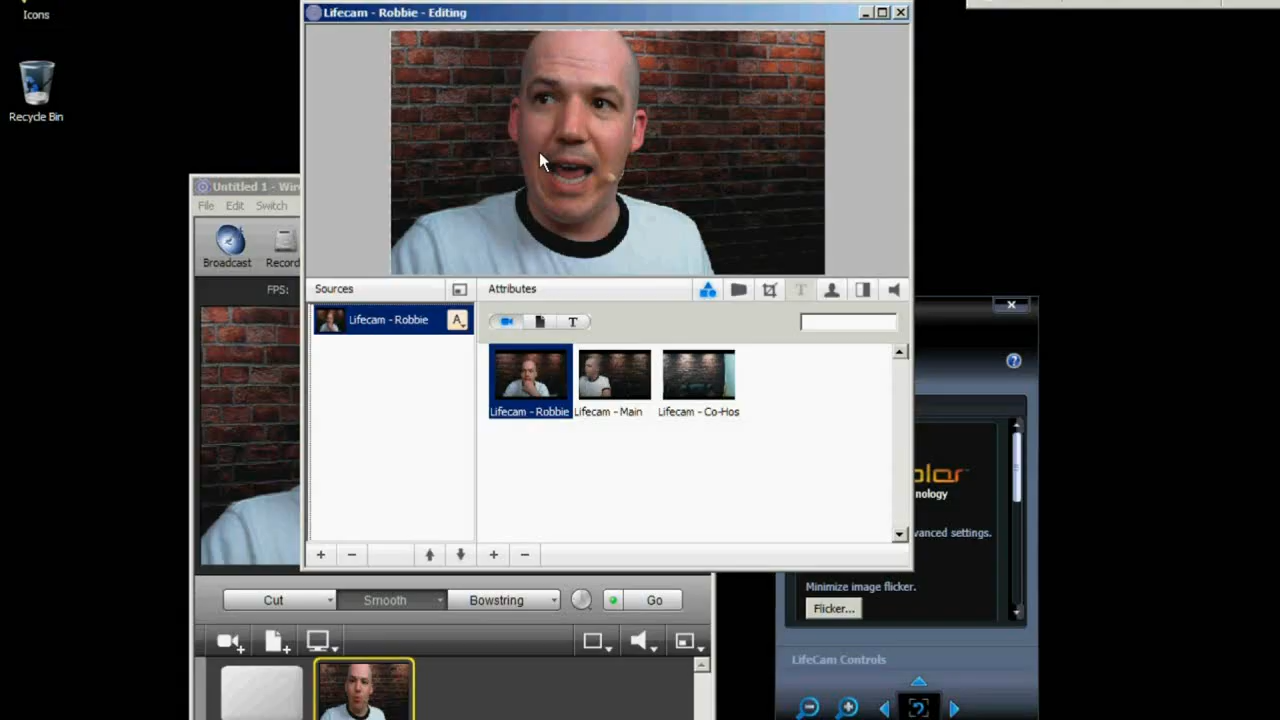 Icons
Recycle Bin
Lifecam - Robbie - Editing
Untitled 1 - Wire
File Edit Switch
Broadcast Record
FPS:
Sources
Attributes
T
Lifecam - Robbie
A
T
Lifecam - Robbie
Lifecam - Main
Lifecam - Co-Hos
Cut
Smooth
Bowstring
Go
olor
nology
vanced settings.
Minimize image flicker.
Flicker...
LifeCam Controls